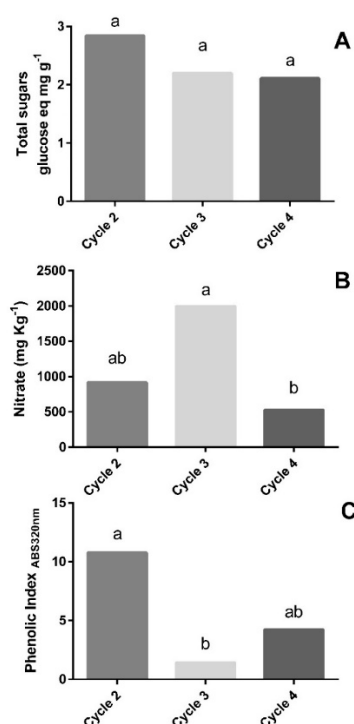 A
a
a
a
Total sugars
glucose eq mg g-1
3
2
1
0
Cycle 2
Cycle 3
Cycle 4
B
a
ab
b
Nitrate (mg Kg-1)
2500
2000
1500
1000
500
0
Cycle 2
Cycle 3
Cycle 4
C
a
b
ab
Phenolic Index ABS320nm
15
10
5
0
Cycle 2
Cycle 3
Cycle 4